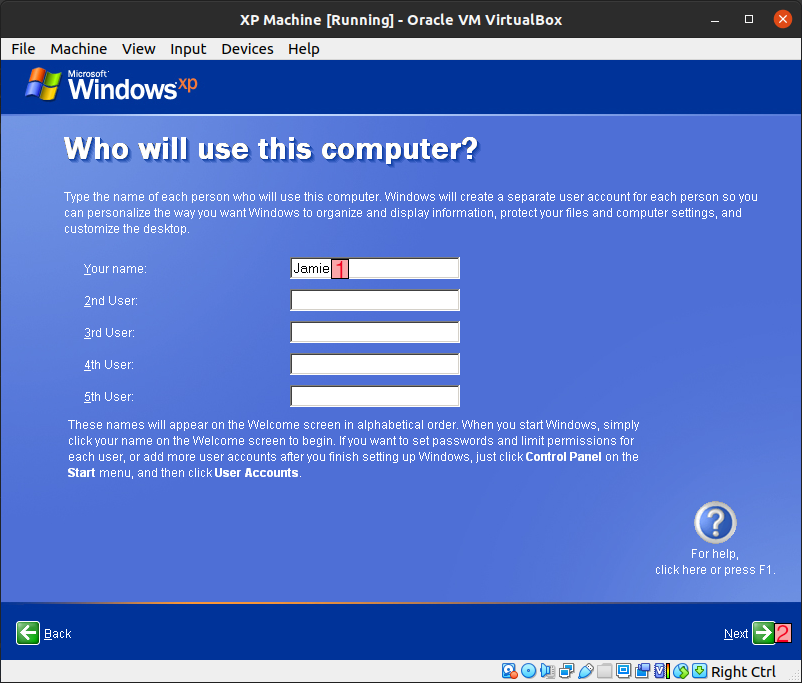 XP Machine [Running] - Oracle VM VirtualBox
File Machine View Input Devices Help
Microsoft®
Windows xp
Who will use this computer?
Type the name of each person who will use this computer. Windows will create a separate user account for each person so you
can personalize the way you want Windows to organize and display information, protect your files and computer settings, and
customize the desktop.
Your name: Jamie 1
2nd User:
3rd User:
4th User:
5th User:
These names will appear on the Welcome screen in alphabetical order. When you start Windows, simply
click your name on the Welcome screen to begin. If you want to set passwords and limit permissions for
each user, or add more user accounts after you finish setting up Windows, just click Control Panel on the
Start menu, and then click User Accounts.
?
For help,
click here or press F1.
Back
Next 2
Right Ctrl